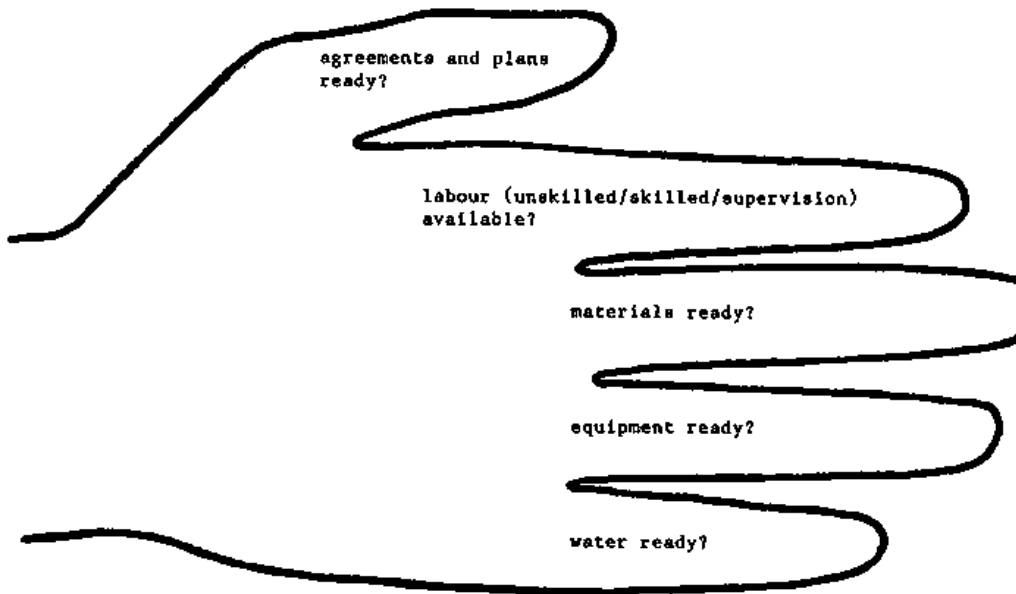 agreements and plans
ready?
labour (unskilled/skilled/supervision)
available?
materials ready?
equipment ready?
water ready?